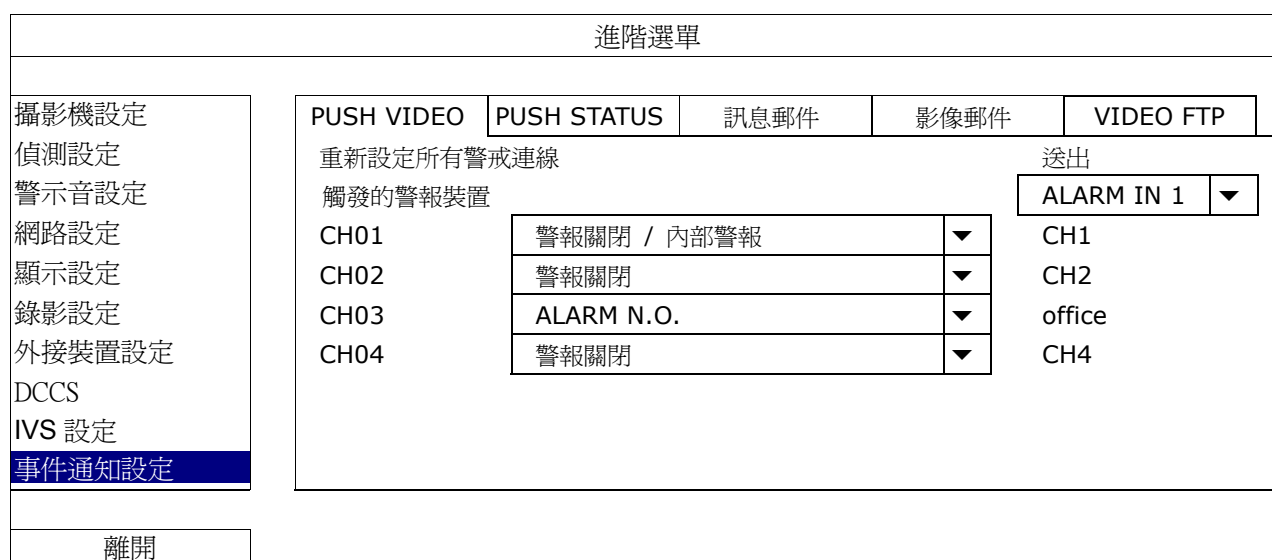 進階選單
攝影機設定
偵測設定
警示音設定
網路設定
顯示設定
錄影設定
外接裝置設定
DCCS
IVS 設定
事件通知設定
離開
PUSH VIDEO PUSH STATUS 訊息郵件 影像郵件 VIDEO FTP
重新設定所有警戒連線 送出
觸發的警報裝置 ALARM IN 1
CH01 警報關閉 / 內部警報 CH1
CH02 警報關閉 CH2
CH03 ALARM N.O. office
CH04 警報關閉 CH4